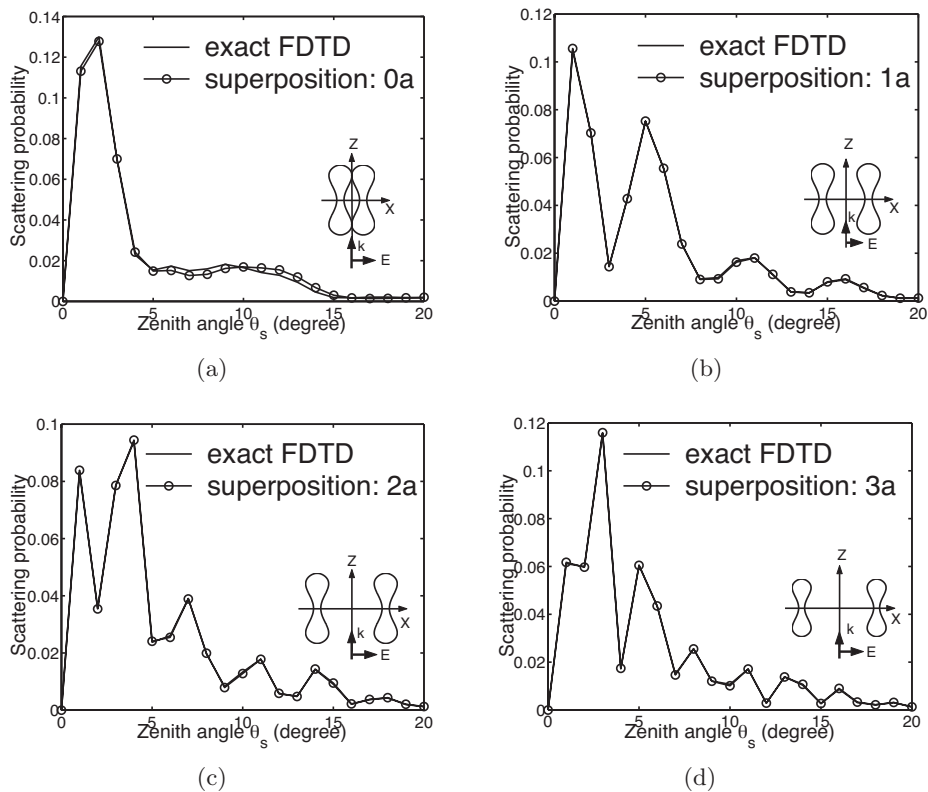 0.14
0.12
0.1
0.08
0.06
0.04
0.02
0
Scattering probability
exact FDTD
superposition: 0a
Z
X
k
E
0 5 10 15 20
Zenith angle θs (degree)
(a)
0.12
0.1
0.08
0.06
0.04
0.02
0
Scattering probability
exact FDTD
superposition: 1a
Z
X
k
E
0 5 10 15 20
Zenith angle θs (degree)
(b)
0.1
0.08
0.06
0.04
0.02
0
Scattering probability
exact FDTD
superposition: 2a
Z
X
k
E
0 5 10 15 20
Zenith angle θs (degree)
(c)
0.12
0.1
0.08
0.06
0.04
0.02
0
Scattering probability
exact FDTD
superposition: 3a
Z
X
k
E
0 5 10 15 20
Zenith angle θs (degree)
(d)